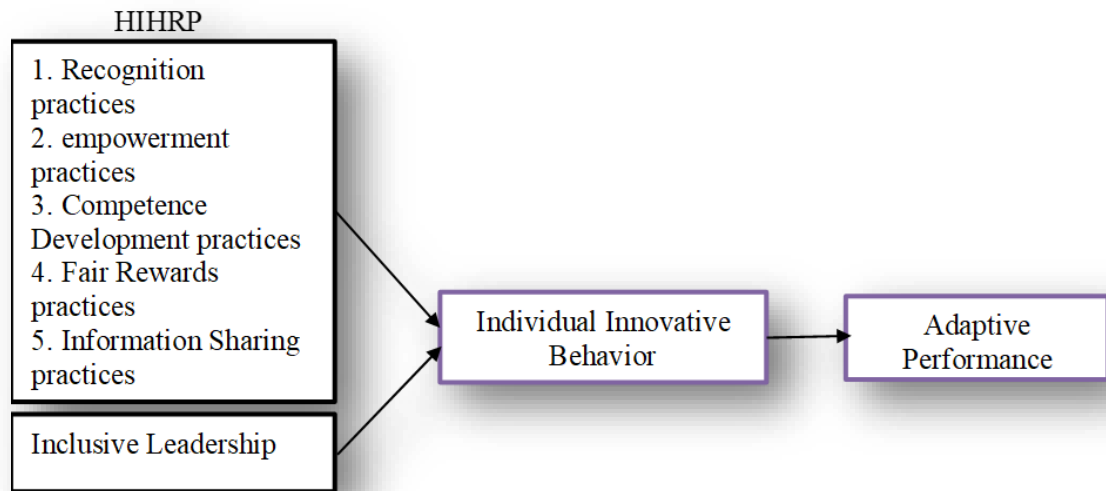 HIHRP
1. Recognition
practices
2. empowerment
practices
3. Competence
Development practices
4. Fair Rewards
practices
5. Information Sharing
practices
Inclusive Leadership
Individual Innovative
Behavior
Adaptive
Performance